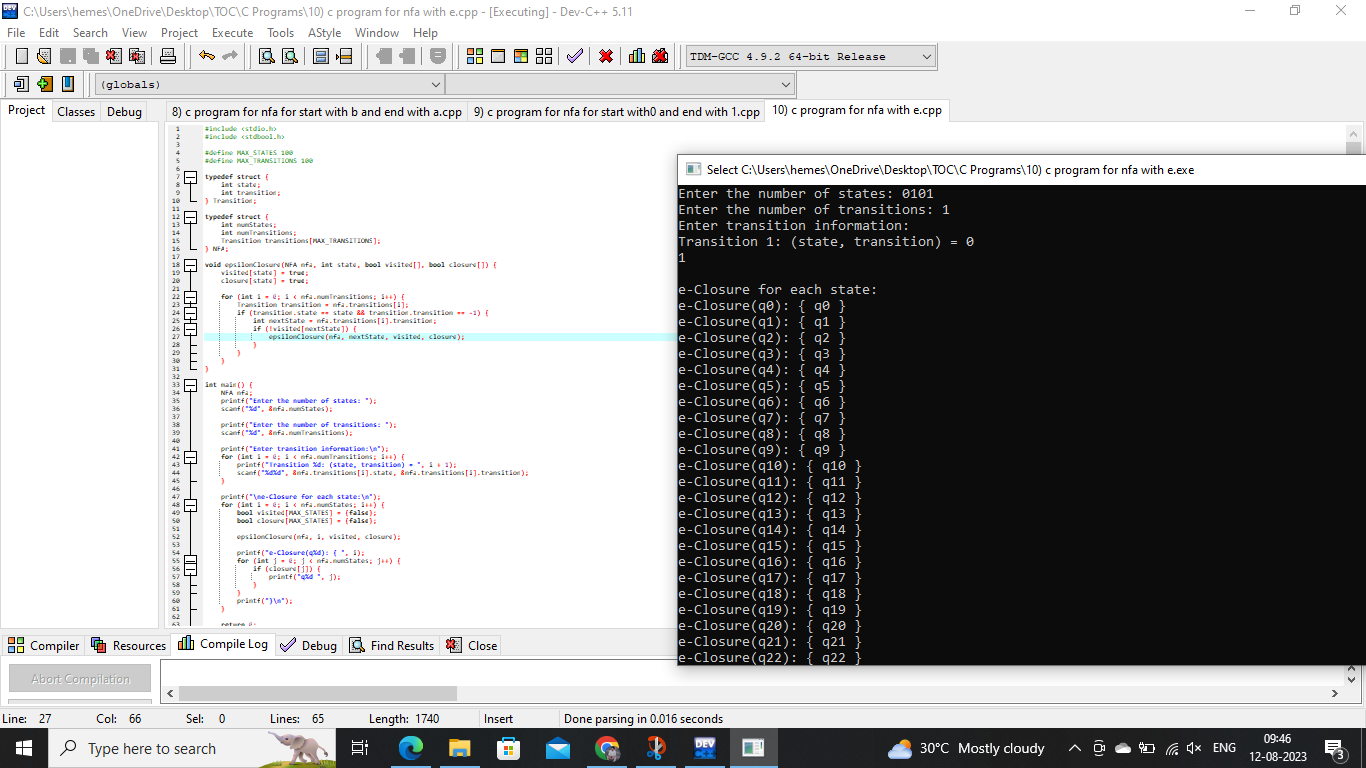 C:\Users\hemes\OneDrive\Desktop\TOC\C Programs\10) c program for nfa with e.cpp - [Executing] - Dev-C++ 5.11
File Edit Search View Project Execute Tools AStyle Window Help
TDM-GCC 4.9.2 64-bit Release
(globals)
Project Classes Debug
8) c program for nfa for start with b and end with a.cpp 9) c program for nfa for start with0 and end with 1.cpp 10) c program for nfa with e.cpp
1 #include <stdio.h>
2 #include <stdbool.h>
3
4 #define MAX_STATES 100
5 #define MAX_TRANSITIONS 100
6
7 typedef struct {
8 int state;
9 int transition;
10 } Transition;
11
12 typedef struct {
13 int numStates;
14 int numTransitions;
15 Transition transitions[MAX_TRANSITIONS];
16 } NFA;
17
18 void epsilonClosure(NFA nfa, int state, bool visited[], bool closure[]) {
19 visited[state] = true;
20 closure[state] = true;
21
22 for (int i = 0; i < nfa.numTransitions; i++) {
23 Transition transition = nfa.transitions[i];
24 if (transition.state == state && transition.transition == -1) {
25 int nextState = nfa.transitions[i].transition;
26 if (!visited[nextState]) {
27 epsilonClosure(nfa, nextState, visited, closure);
28 }
29 }
30 }
31 }
32
33 int main() {
34 NFA nfa;
35 printf("Enter the number of states: ");
36 scanf("%d", &nfa.numStates);
37
38 printf("Enter the number of transitions: ");
39 scanf("%d", &nfa.numTransitions);
40
41 printf("Enter transition information:\n");
42 for (int i = 0; i < nfa.numTransitions; i++) {
43 printf("Transition %d: (state, transition) = ", i + 1);
44 scanf("%d%d", &nfa.transitions[i].state, &nfa.transitions[i].transition);
45 }
46
47 printf("\ne-Closure for each state:\n");
48 for (int i = 0; i < nfa.numStates; i++) {
49 bool visited[MAX_STATES] = {false};
50 bool closure[MAX_STATES] = {false};
51
52 epsilonClosure(nfa, i, visited, closure);
53
54 printf("e-Closure(q%d): { ", i);
55 for (int j = 0; j < nfa.numStates; j++) {
56 if (closure[j]) {
57 printf("q%d ", j);
58 }
59 }
60 printf("}\n");
61 }
62
63 return 0;
Select C:\Users\hemes\OneDrive\Desktop\TOC\C Programs\10) c program for nfa with e.exe
Enter the number of states: 0101
Enter the number of transitions: 1
Enter transition information:
Transition 1: (state, transition) = 0
1
e-Closure for each state:
e-Closure(q0): { q0 }
e-Closure(q1): { q1 }
e-Closure(q2): { q2 }
e-Closure(q3): { q3 }
e-Closure(q4): { q4 }
e-Closure(q5): { q5 }
e-Closure(q6): { q6 }
e-Closure(q7): { q7 }
e-Closure(q8): { q8 }
e-Closure(q9): { q9 }
e-Closure(q10): { q10 }
e-Closure(q11): { q11 }
e-Closure(q12): { q12 }
e-Closure(q13): { q13 }
e-Closure(q14): { q14 }
e-Closure(q15): { q15 }
e-Closure(q16): { q16 }
e-Closure(q17): { q17 }
e-Closure(q18): { q18 }
e-Closure(q19): { q19 }
e-Closure(q20): { q20 }
e-Closure(q21): { q21 }
e-Closure(q22): { q22 }
Compiler Resources Compile Log Debug Find Results Close
Abort Compilation
Line: 27 Col: 66 Sel: 0 Lines: 65 Length: 1740 Insert Done parsing in 0.016 seconds
Type here to search DEV 30°C Mostly cloudy ENG 09:46
12-08-2023 3